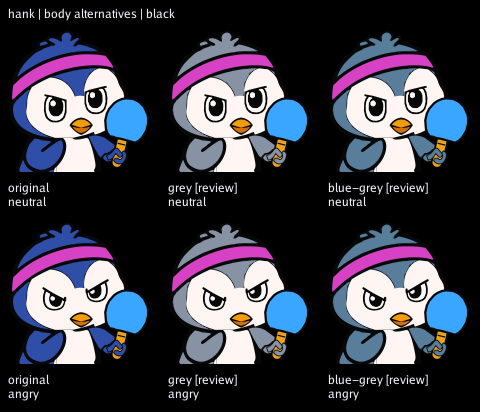 hank | body alternatives | black
original
neutral
grey [review]
neutral
blue-grey [review]
neutral
original
angry
grey [review]
angry
blue-grey [review]
angry